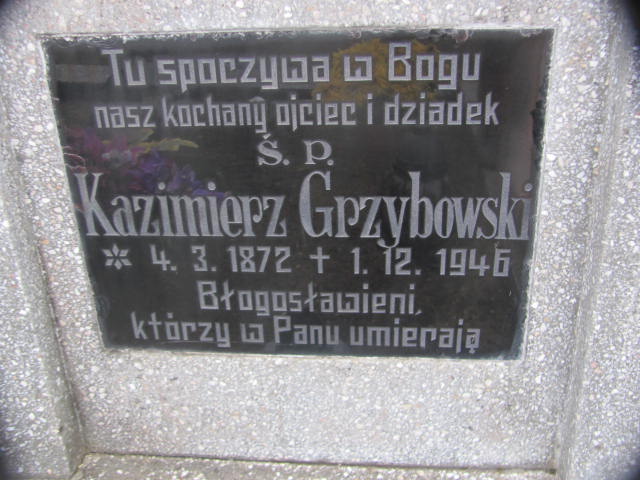 Tu spoczywa w Bogu
nasz kochany ojciec i dziadek
Ś. P.
Kazimierz Grzybowski
* 4. 3. 1872 † 1. 12. 1946
Błogosławieni,
którzy w Panu umierają